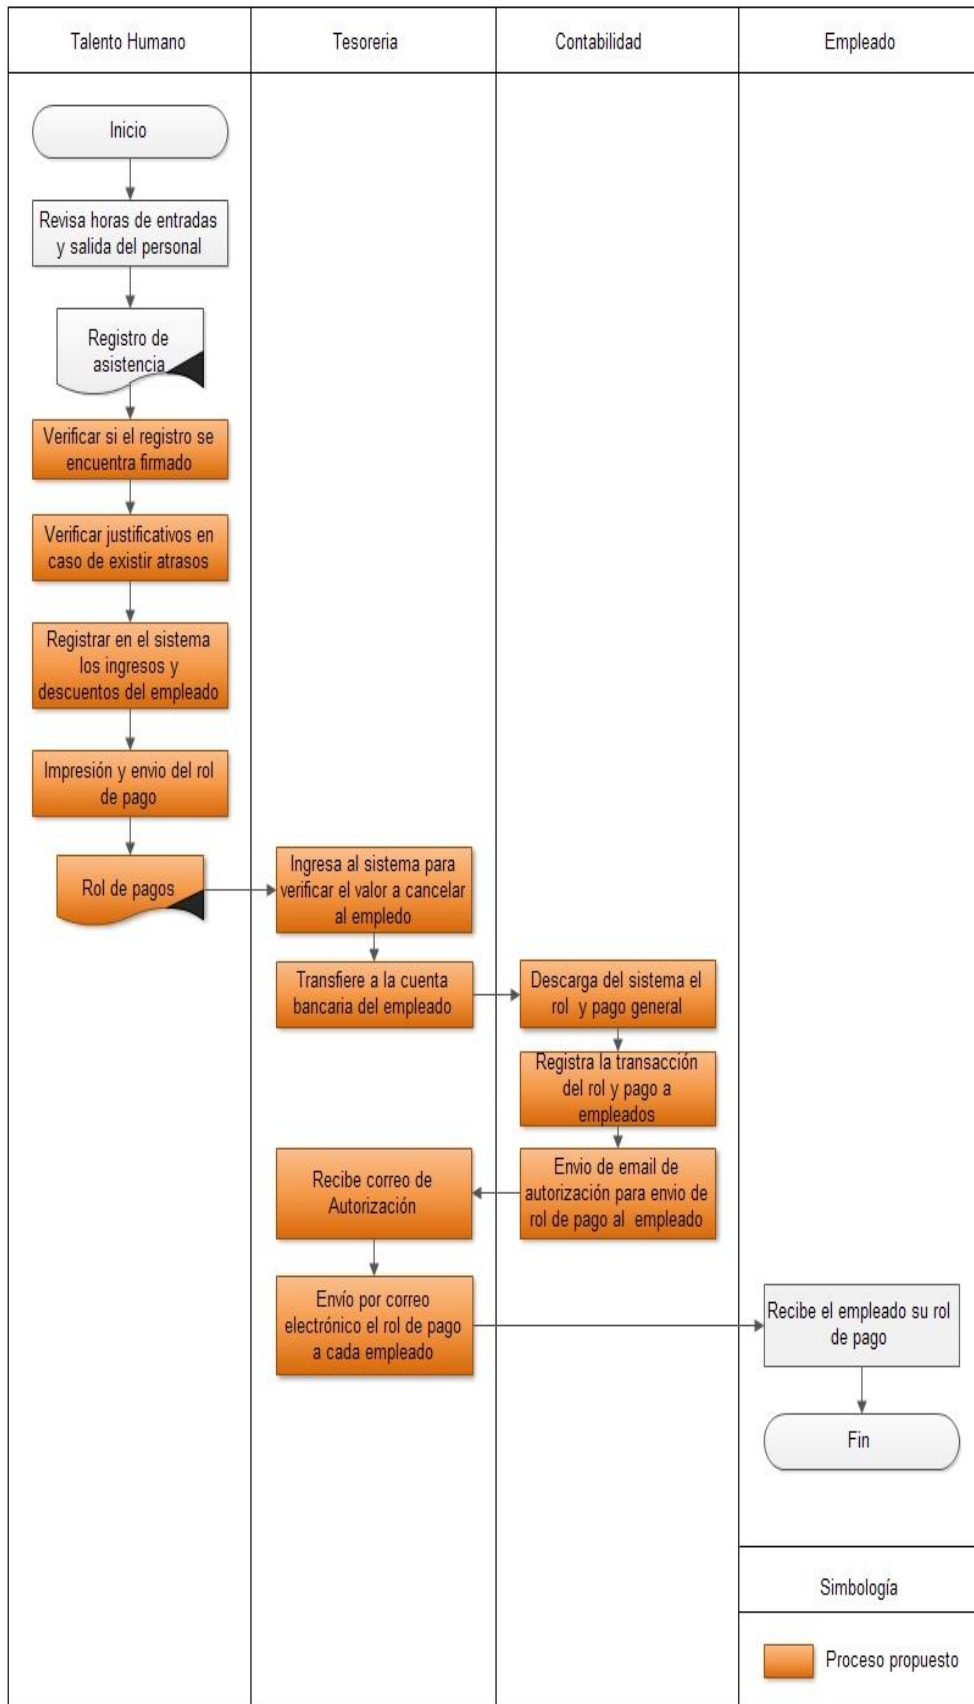 Talento Humano
Tesoreria
Contabilidad
Empleado
Inicio
Revisa horas de entradas
y salida del personal
Registro de
asistencia
Verificar si el registro se
encuentra firmado
Verificar justificativos en
caso de existir atrasos
Registrar en el sistema
los ingresos y
descuentos del empleado
Impresión y envio del rol
de pago
Rol de pagos
Ingresa al sistema para
verificar el valor a cancelar
al empledo
Transfiere a la cuenta
bancaria del empleado
Descarga del sistema el
rol y pago general
Registra la transacción
del rol y pago a
empleados
Envio de email de
autorización para envio de
rol de pago al empleado
Recibe correo de
Autorización
Envío por correo
electrónico el rol de pago
a cada empleado
Recibe el empleado su rol
de pago
Fin
Simbología
Proceso propuesto